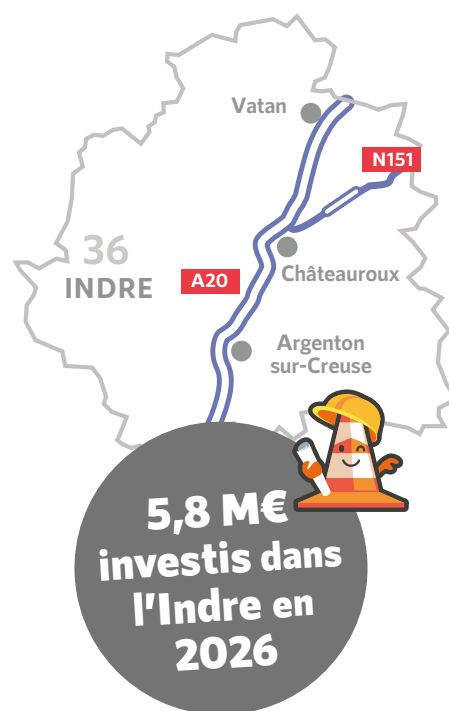 Vatan
N151
36
INDRE
A20
Châteauroux
Argenton
sur-Creuse
5,8 M€
investis dans
l’Indre en
2026